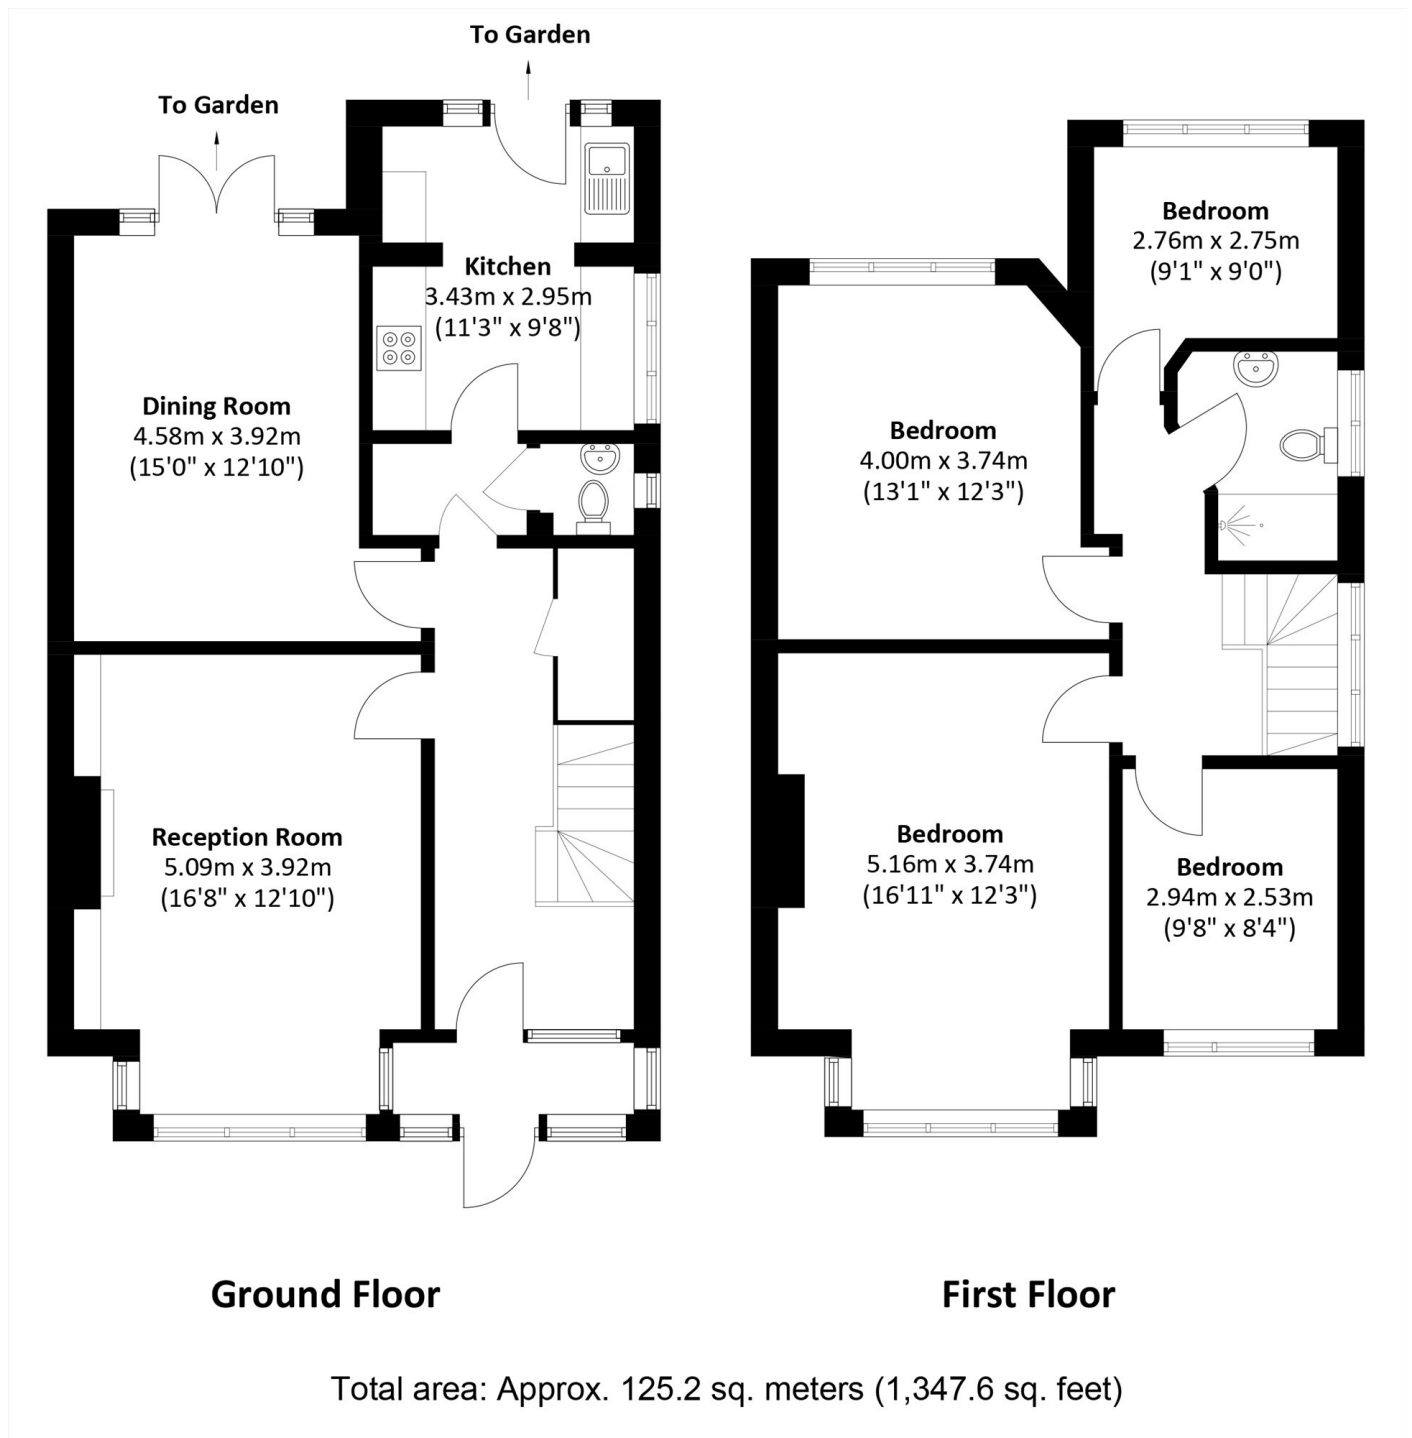 To Garden
To Garden
Kitchen
3.43m x 2.95m
(11'3" x 9'8")
Dining Room
4.58m x 3.92m
(15'0" x 12'10")
Reception Room
5.09m x 3.92m
(16'8" x 12'10")
Ground Floor
Bedroom
2.76m x 2.75m
(9'1" x 9'0")
Bedroom
4.00m x 3.74m
(13'1" x 12'3")
Bedroom
5.16m x 3.74m
(16'11" x 12'3")
Bedroom
2.94m x 2.53m
(9'8" x 8'4")
First Floor
Total area: Approx. 125.2 sq. meters (1,347.6 sq. feet)